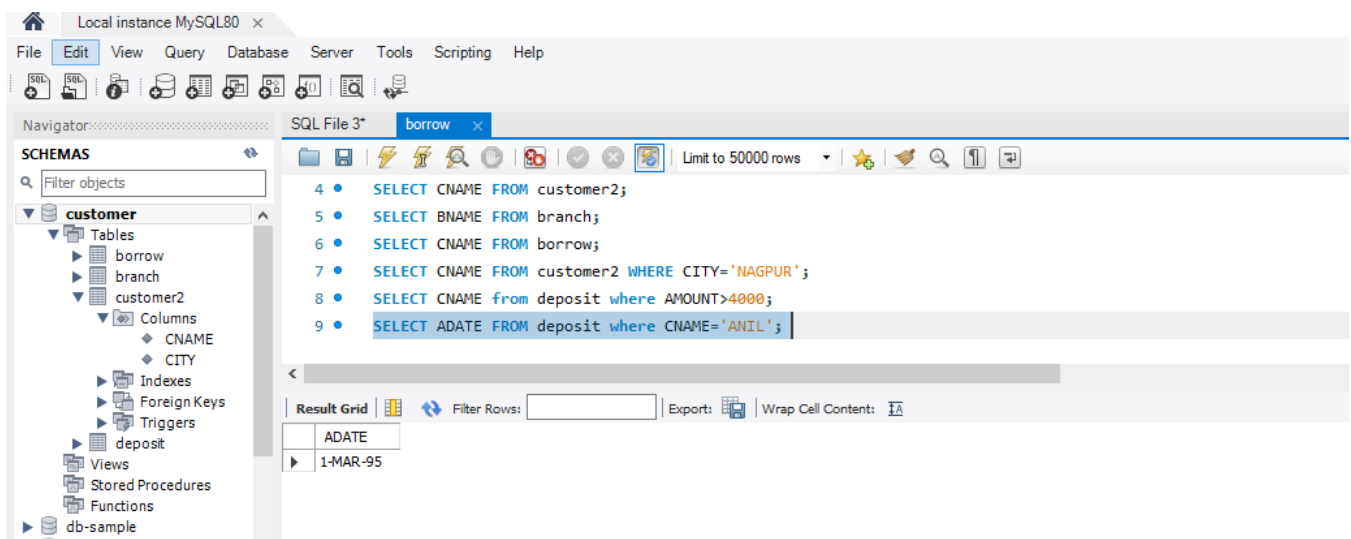 Local instance MySQL80 ×
File Edit View Query Database Server Tools Scripting Help
Navigator
SCHEMAS
Filter objects
customer
Tables
borrow
branch
customer2
Columns
CNAME
CITY
Indexes
Foreign Keys
Triggers
deposit
Views
Stored Procedures
Functions
db-sample
SQL File 3* borrow ×
Limit to 50000 rows
4 SELECT CNAME FROM customer2;
5 SELECT BNAME FROM branch;
6 SELECT CNAME FROM borrow;
7 SELECT CNAME FROM customer2 WHERE CITY='NAGPUR';
8 SELECT CNAME from deposit where AMOUNT>4000;
9 SELECT ADATE FROM deposit where CNAME='ANIL';
Result Grid Filter Rows: Export: Wrap Cell Content: IA
ADATE
1-MAR-95